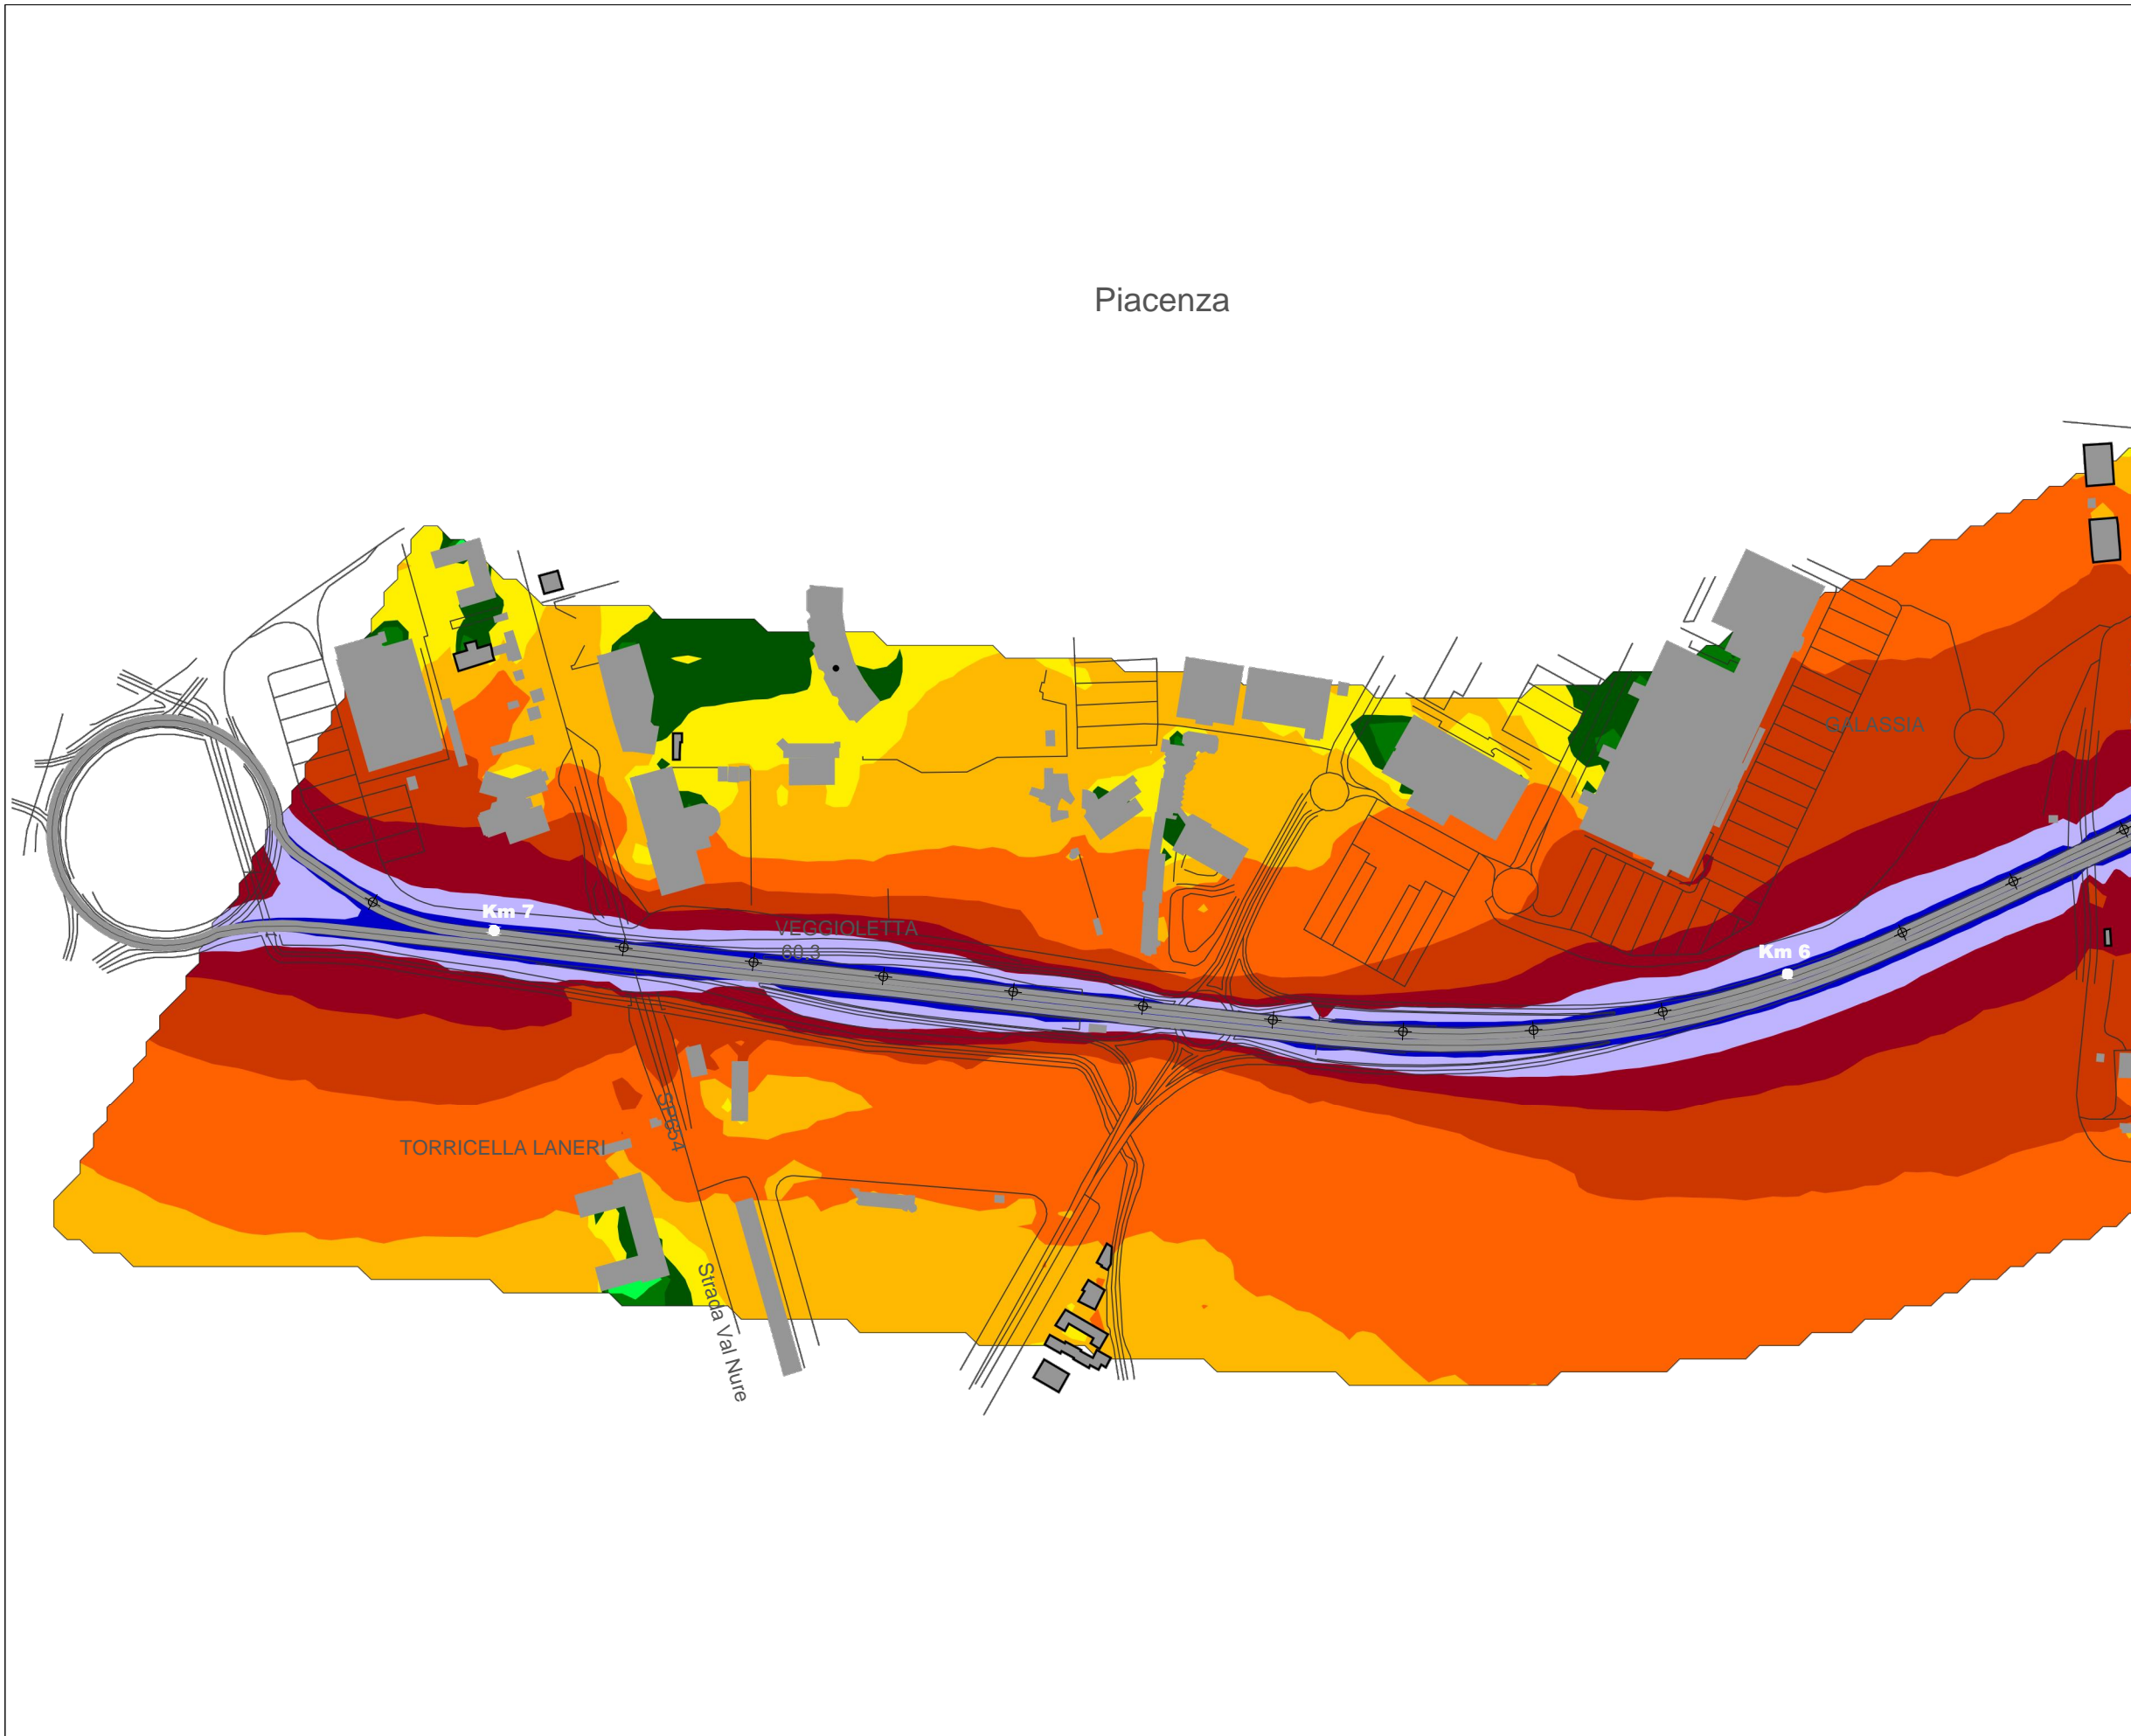 Piacenza
GALASSIA
Km 7
VEGGIOLETTA
60.3
Km 6
SP654
TORRICELLA LANERI
Strada Val Nure